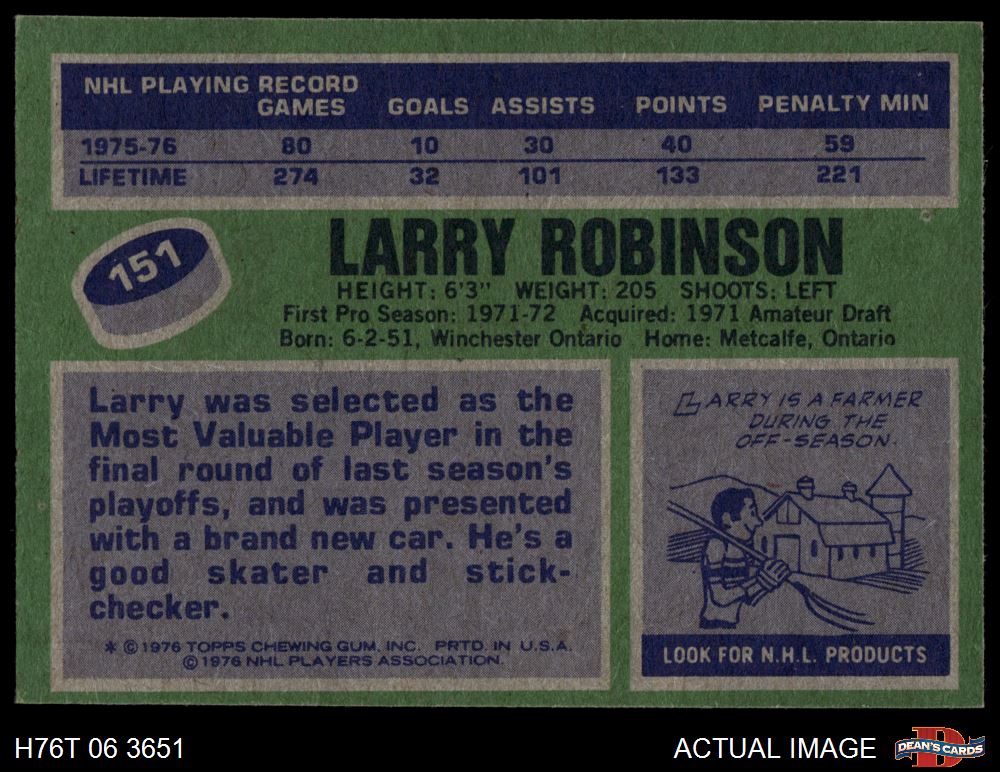 NHL PLAYING RECORD
GAMES GOALS ASSISTS POINTS PENALTY MIN
1975-76 80 10 30 40 59
LIFETIME 274 32 101 133 221
151
LARRY ROBINSON
HEIGHT: 6'3" WEIGHT: 205 SHOOTS: LEFT
First Pro Season: 1971-72 Acquired: 1971 Amateur Draft
Born: 6-2-51, Winchester Ontario Home: Metcalfe, Ontario
Larry was selected as the
Most Valuable Player in the
final round of last season's
playoffs, and was presented
with a brand new car. He's a
good skater and stick-
checker.
* © 1976 TOPPS CHEWING GUM, INC. PRTD. IN U.S.A.
© 1976 NHL PLAYERS ASSOCIATION.
LARRY IS A FARMER
DURING THE
OFF-SEASON.
LOOK FOR N.H.L. PRODUCTS
H76T 06 3651
ACTUAL IMAGE
D
DEAN'S CARDS